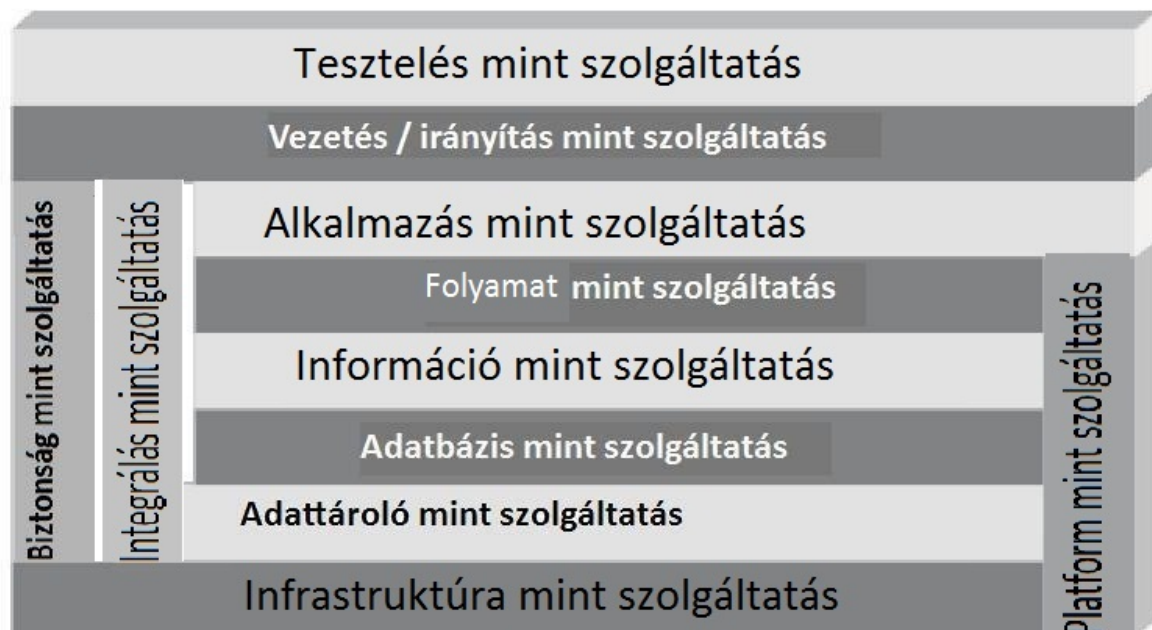 Tesztelés mint szolgáltatás
Vezetés / irányítás mint szolgáltatás
Biztonság mint szolgáltatás
Integrálás mint szolgáltatás
Alkalmazás mint szolgáltatás
Folyamat mint szolgáltatás
Információ mint szolgáltatás
Adatbázis mint szolgáltatás
Adattároló mint szolgáltatás
Infrastruktúra mint szolgáltatás
Platform mint szolgáltatás